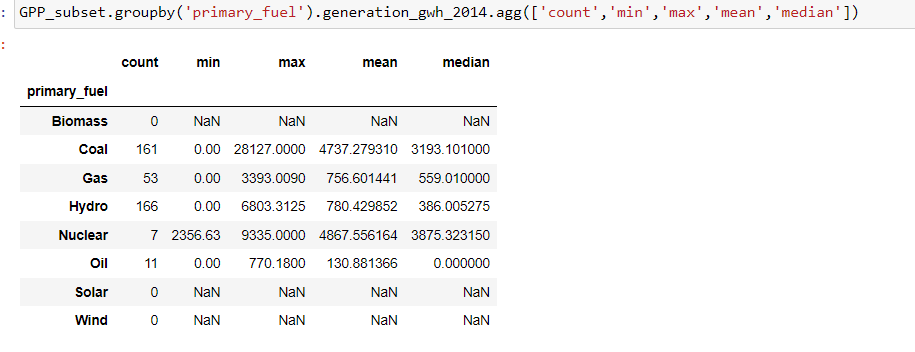 : GPP_subset.groupby('primary_fuel').generation_gwh_2014.agg(['count','min','max','mean','median'])
:
count min max mean median
primary_fuel
Biomass 0 NaN NaN NaN NaN
Coal 161 0.00 28127.0000 4737.279310 3193.101000
Gas 53 0.00 3393.0090 756.601441 559.010000
Hydro 166 0.00 6803.3125 780.429852 386.005275
Nuclear 7 2356.63 9335.0000 4867.556164 3875.323150
Oil 11 0.00 770.1800 130.881366 0.000000
Solar 0 NaN NaN NaN NaN
Wind 0 NaN NaN NaN NaN